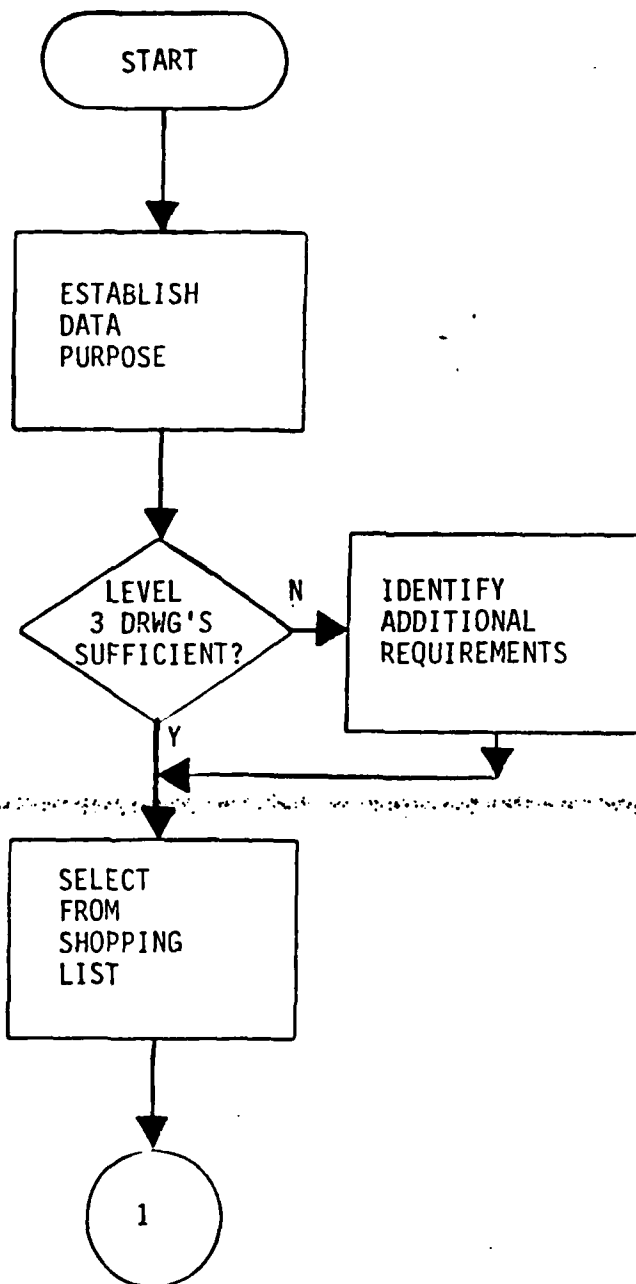 START
ESTABLISH
DATA
PURPOSE
LEVEL
3 DRWG'S
SUFFICIENT?
N
IDENTIFY
ADDITIONAL
REQUIREMENTS
Y
SELECT
FROM
SHOPPING
LIST
1